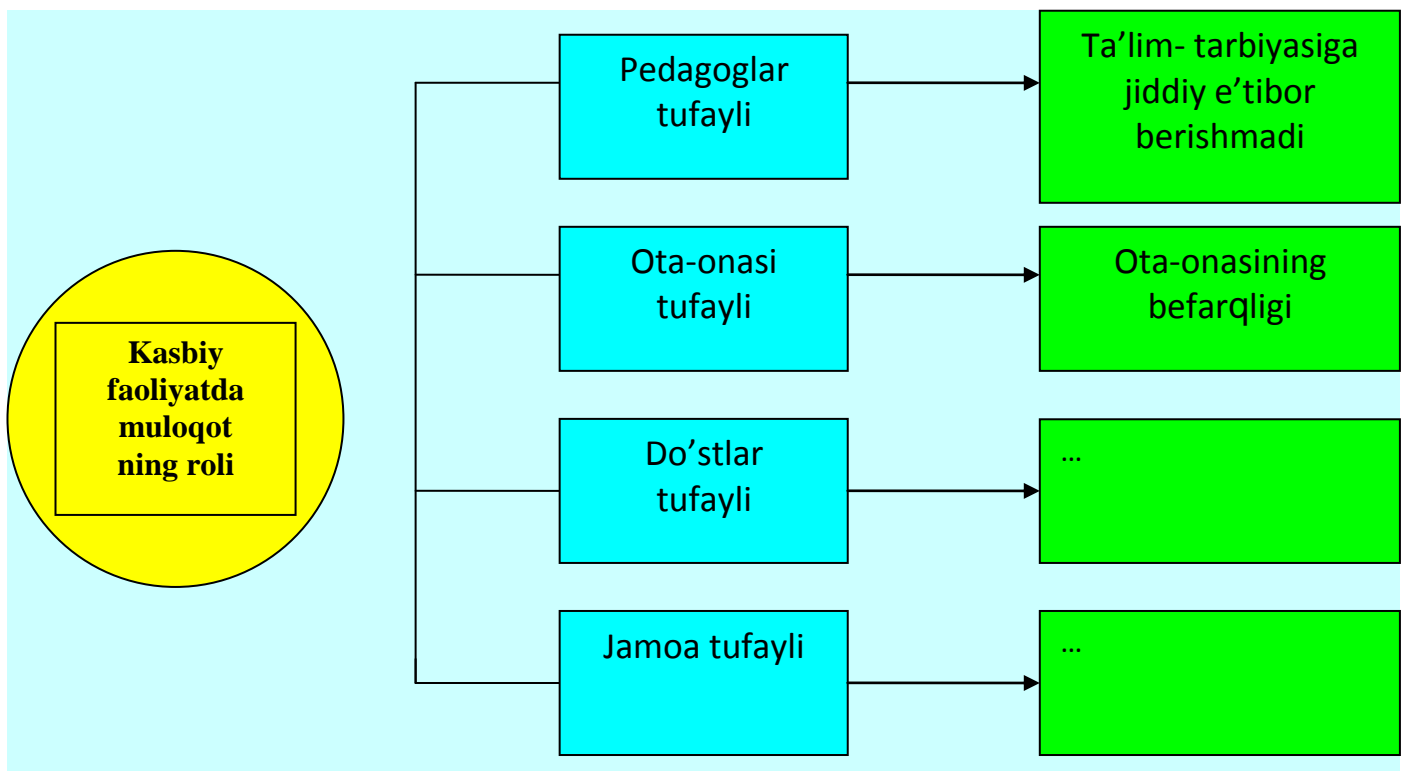 Kasbiy
faoliyatda
muloqot
ning roli
Pedagoglar
tufayli
Ta’lim- tarbiyasiga
jiddiy e’tibor
berishmadi
Ota-onasi
tufayli
Ota-onasining
befarqligi
Do’stlar
tufayli
...
Jamoa tufayli
...